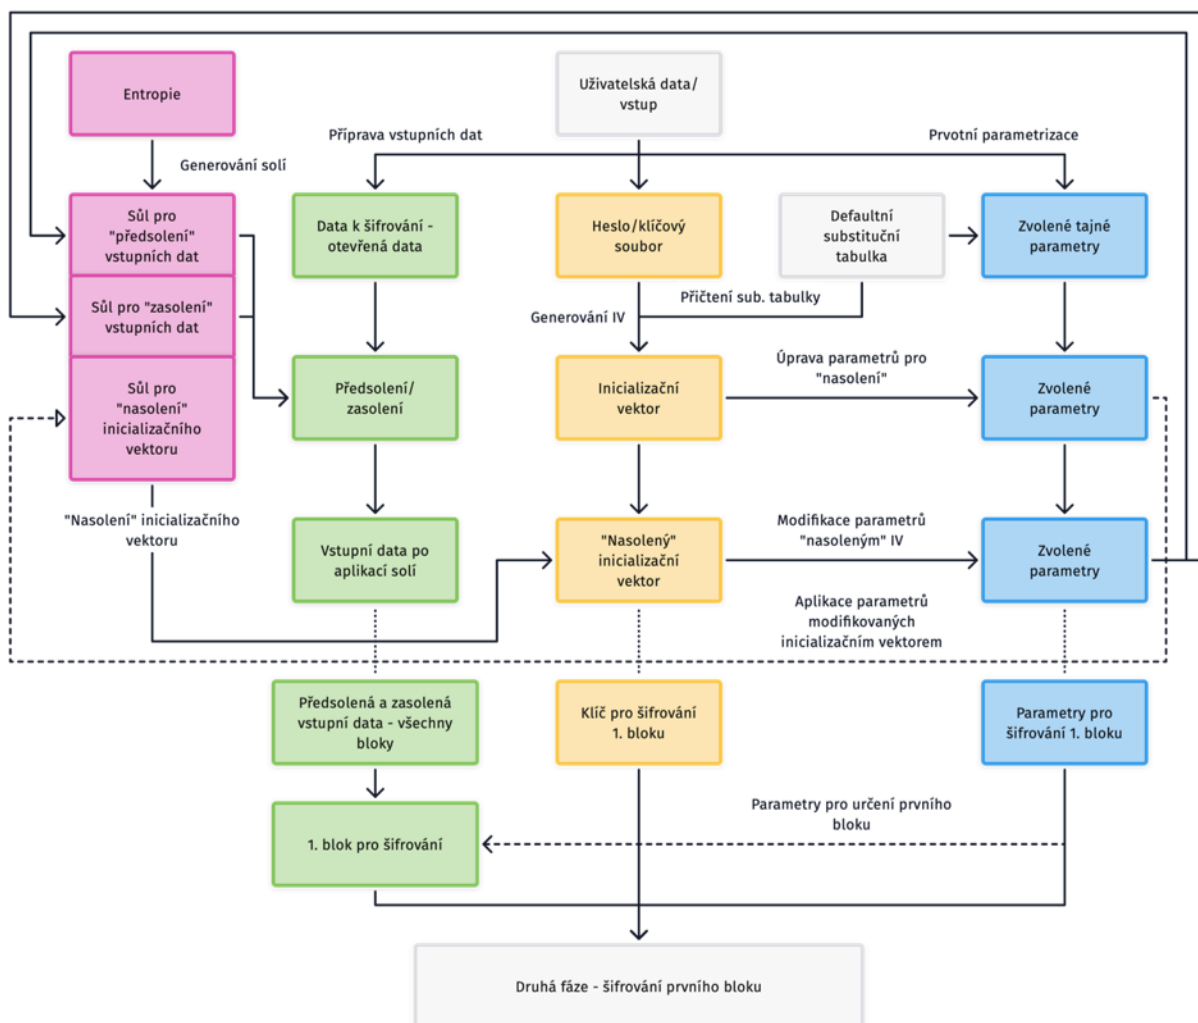 Entropie
Uživatelská data/
vstup
Příprava vstupních dat
Prvotní parametrizace
Generování solí
Sůl pro
"předsolení"
vstupních dat
Data k šifrování -
otevřená data
Heslo/klíčový
soubor
Defaultní
substituční
tabulka
Zvolené tajné
parametry
Sůl pro "zasolení"
vstupních dat
Přičtení sub. tabulky
Generování IV
Sůl pro
"nasolení"
inicializačního
vektoru
Předsolení/
zasolení
Inicializační
vektor
Úprava parametrů pro
"nasolení"
Zvolené
parametry
"Nasolení" inicializačního
vektoru
Vstupní data po
aplikací solí
"Nasolený"
inicializační
vektor
Modifikace parametrů
"nasoleným" IV
Zvolené
parametry
Aplikace parametrů
modifikovaných
inicializačním vektorem
Předsolená a zasolená
vstupní data - všechny
bloky
Klíč pro šifrování
1. bloku
Parametry pro
šifrování 1. bloku
Parametry pro určení prvního
bloku
1. blok pro šifrování
Druhá fáze - šifrování prvního bloku